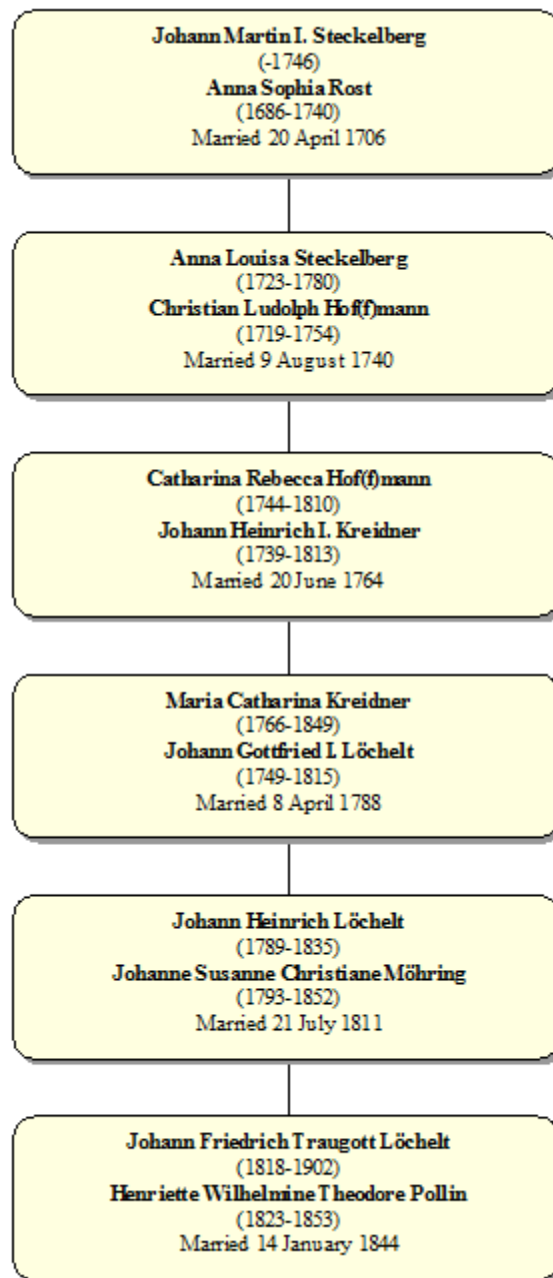 Johann Martin I. Steckelberg
(-1746)
Anna Sophia Rost
(1686-1740)
Married 20 April 1706
Anna Louisa Steckelberg
(1723-1780)
Christian Ludolph Hof(f)mann
(1719-1754)
Married 9 August 1740
Catharina Rebecca Hof(f)mann
(1744-1810)
Johann Heinrich I. Kreidner
(1739-1813)
Married 20 June 1764
Maria Catharina Kreidner
(1766-1849)
Johann Gottfried I. Löchelt
(1749-1815)
Married 8 April 1788
Johann Heinrich Löchelt
(1789-1835)
Johanne Susanne Christiane Möhring
(1793-1852)
Married 21 July 1811
Johann Friedrich Traugott Löchelt
(1818-1902)
Henriette Wilhelmine Theodore Pollin
(1823-1853)
Married 14 January 1844